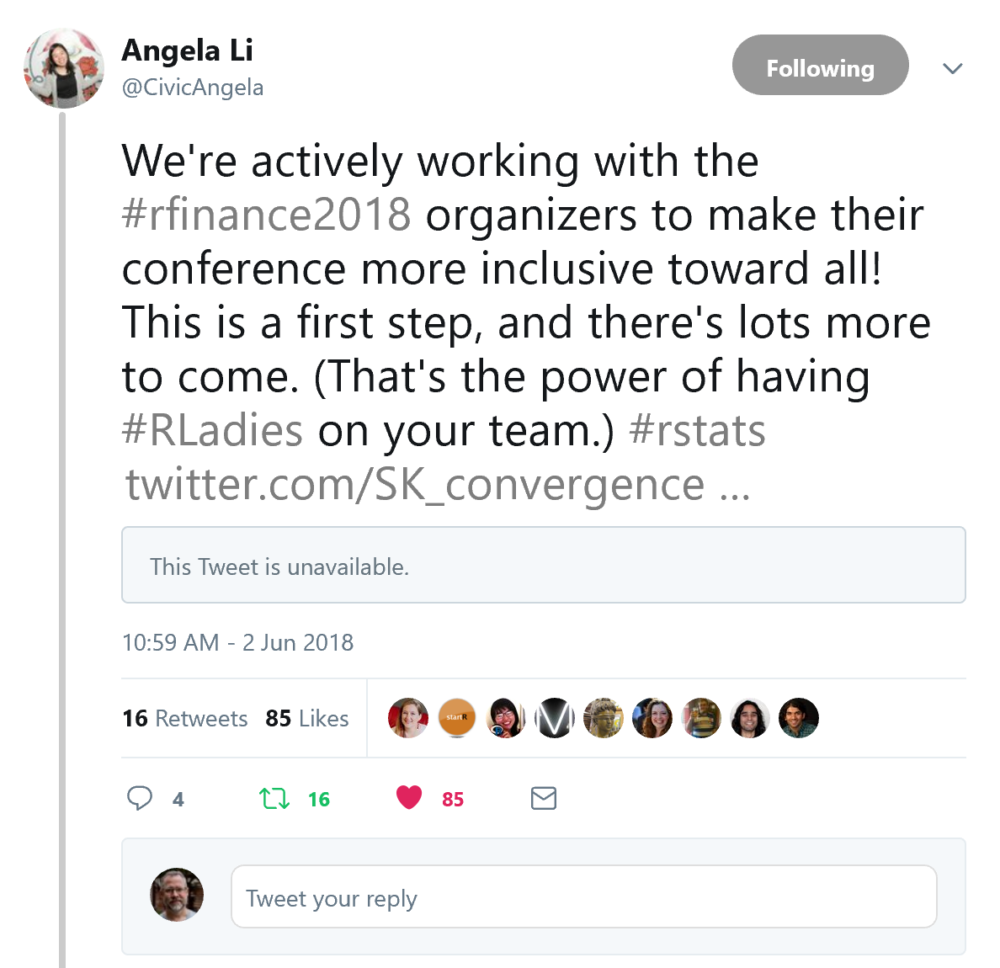 Angela Li
@CivicAngela
Following
We're actively working with the
#rfinance2018 organizers to make their
conference more inclusive toward all!
This is a first step, and there's lots more
to come. (That's the power of having
#RLadies on your team.) #rstats
twitter.com/SK_convergence ...
This Tweet is unavailable.
10:59 AM - 2 Jun 2018
16 Retweets 85 Likes
startR
4 16 85
Tweet your reply